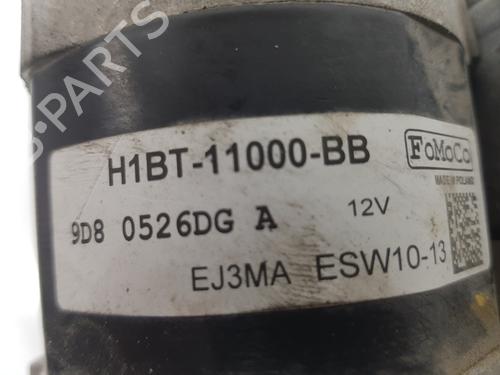 H1BT-11000-BB
FoMoCo
MADE IN POLAND
9D8 0526DG A
12V
EJ3MA ESW10-13
B-PARTS